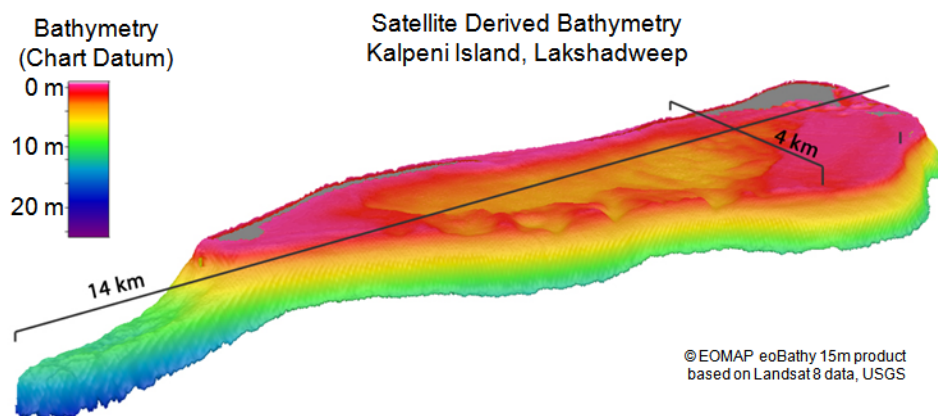 Bathymetry
(Chart Datum)
0 m
10 m
20 m
Satellite Derived Bathymetry
Kalpeni Island, Lakshadweep
4 km
14 km
© EOMAP eoBathy 15m product
based on Landsat 8 data, USGS